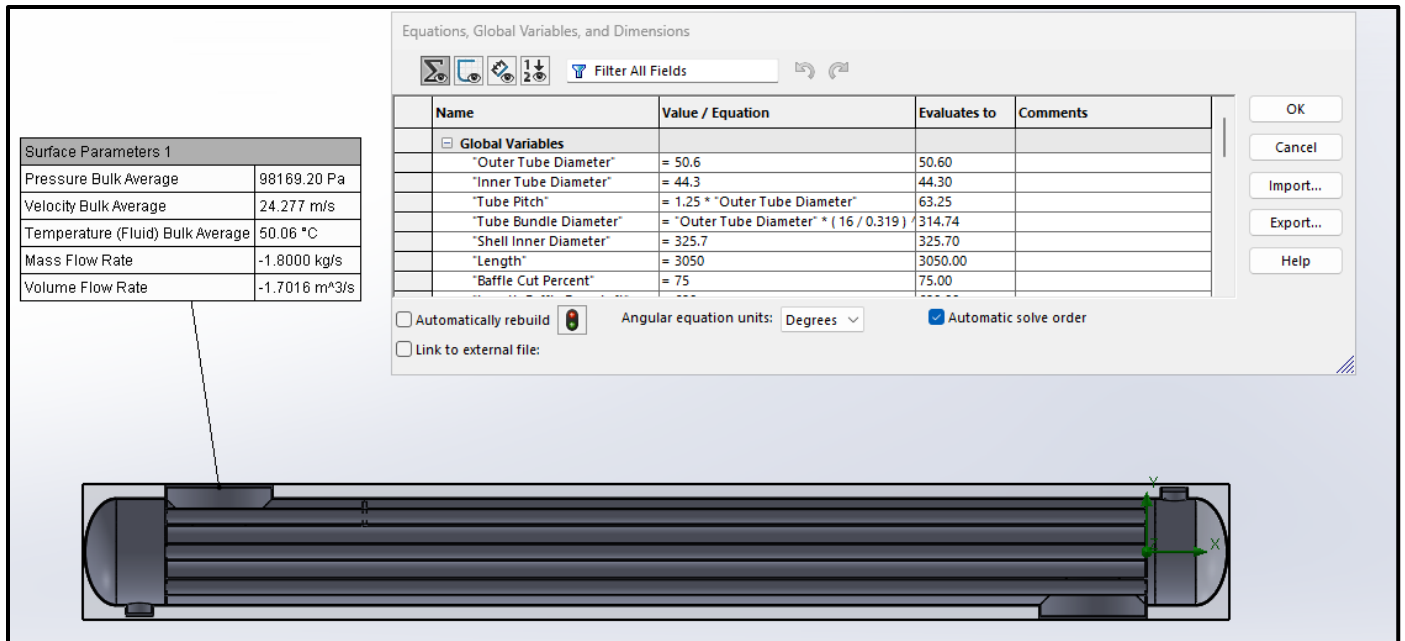 Equations, Global Variables, and Dimensions
Filter All Fields
Name Value / Equation Evaluates to Comments
Global Variables
"Outer Tube Diameter" = 50.6 50.60
"Inner Tube Diameter" = 44.3 44.30
"Tube Pitch" = 1.25 * "Outer Tube Diameter" 63.25
"Tube Bundle Diameter" = "Outer Tube Diameter" * ( 16 / 0.319 ) ^ 314.74
"Shell Inner Diameter" = 325.7 325.70
"Length" = 3050 3050.00
"Baffle Cut Percent" = 75 75.00
OK
Cancel
Import...
Export...
Help
Automatically rebuild Angular equation units: Degrees Automatic solve order
Link to external file:
Surface Parameters 1
Pressure Bulk Average 98169.20 Pa
Velocity Bulk Average 24.277 m/s
Temperature (Fluid) Bulk Average 50.06 °C
Mass Flow Rate -1.8000 kg/s
Volume Flow Rate -1.7016 m^3/s
Y
X